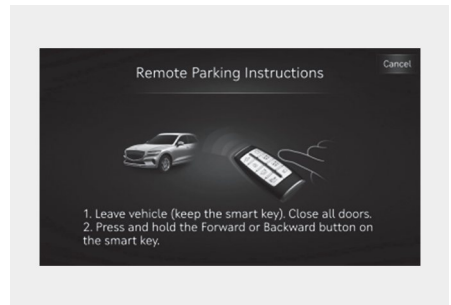 Remote Parking Instructions
Cancel
1. Leave vehicle (keep the smart key). Close all doors.
2. Press and hold the Forward or Backward button on
the smart key.